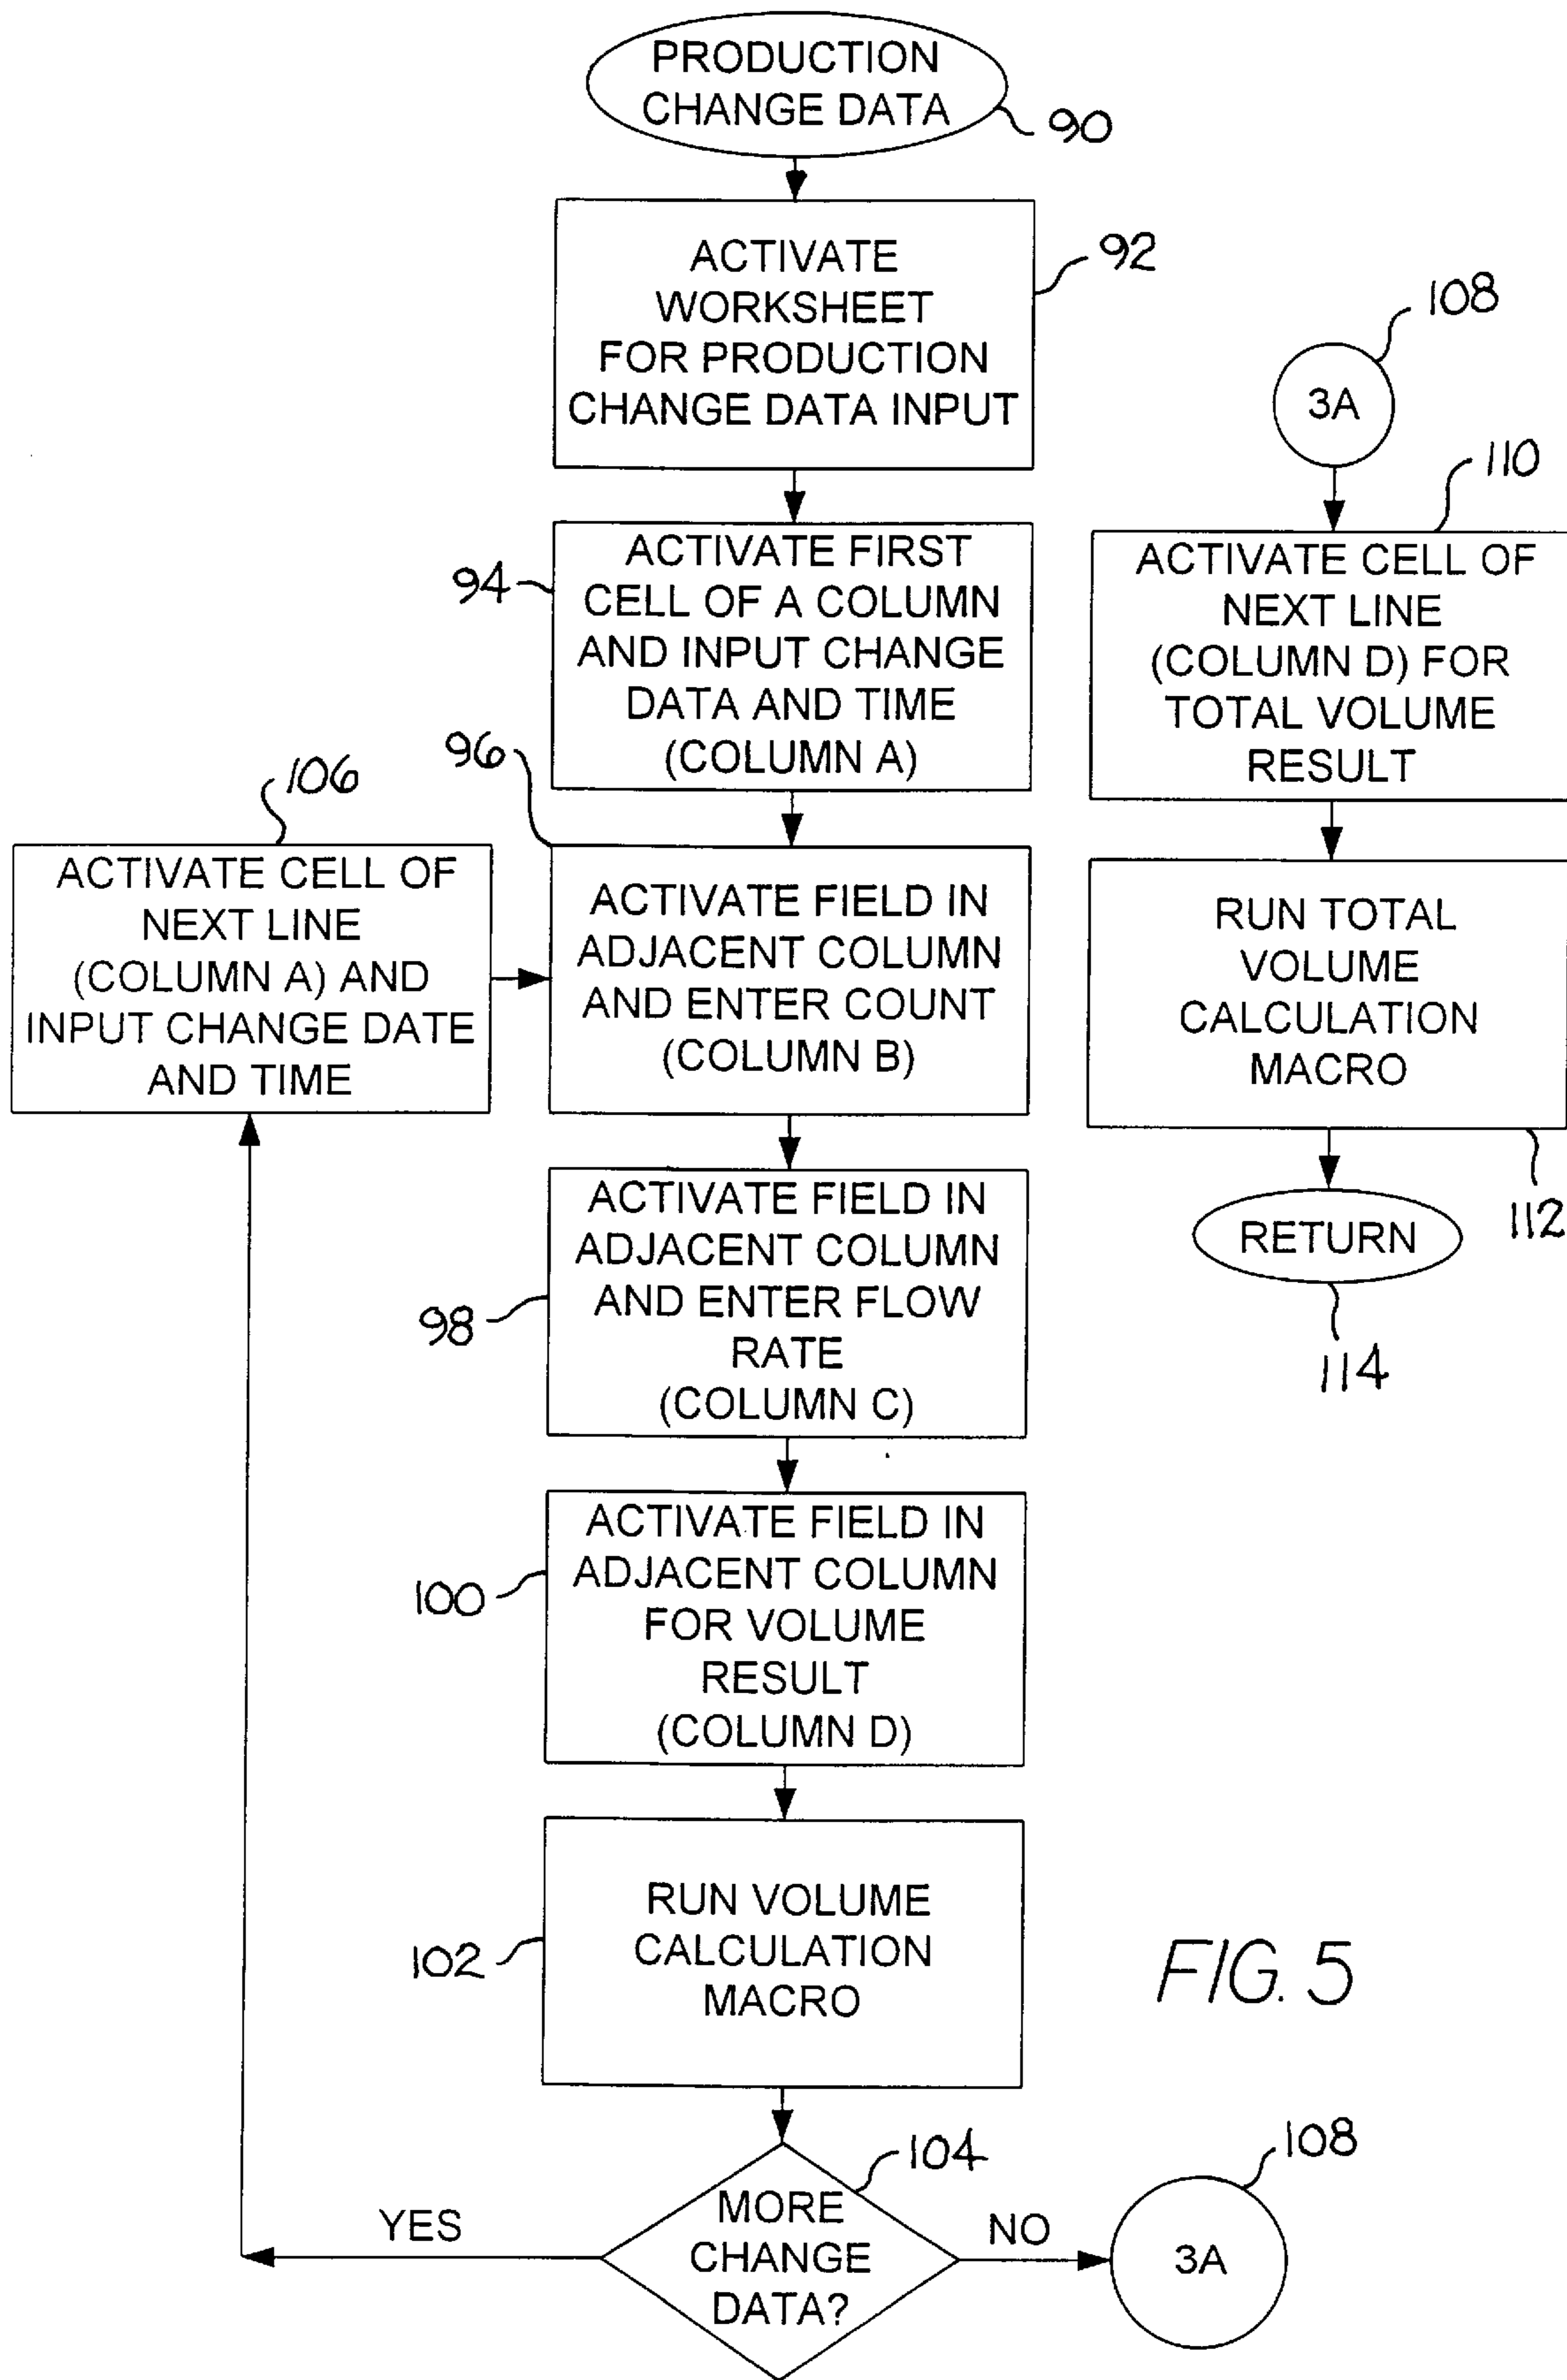 PRODUCTION
CHANGE DATA
90
ACTIVATE
WORKSHEET
FOR PRODUCTION
CHANGE DATA INPUT
92
94
ACTIVATE FIRST
CELL OF A COLUMN
AND INPUT CHANGE
DATA AND TIME
(COLUMN A)
96
ACTIVATE FIELD IN
ADJACENT COLUMN
AND ENTER COUNT
(COLUMN B)
106
ACTIVATE CELL OF
NEXT LINE
(COLUMN A) AND
INPUT CHANGE DATE
AND TIME
98
ACTIVATE FIELD IN
ADJACENT COLUMN
AND ENTER FLOW
RATE
(COLUMN C)
100
ACTIVATE FIELD IN
ADJACENT COLUMN
FOR VOLUME
RESULT
(COLUMN D)
102
RUN VOLUME
CALCULATION
MACRO
104
MORE
CHANGE
DATA?
YES
NO
108
3A
108
3A
110
ACTIVATE CELL OF
NEXT LINE
(COLUMN D) FOR
TOTAL VOLUME
RESULT
RUN TOTAL
VOLUME
CALCULATION
MACRO
112
RETURN
114
FIG. 5